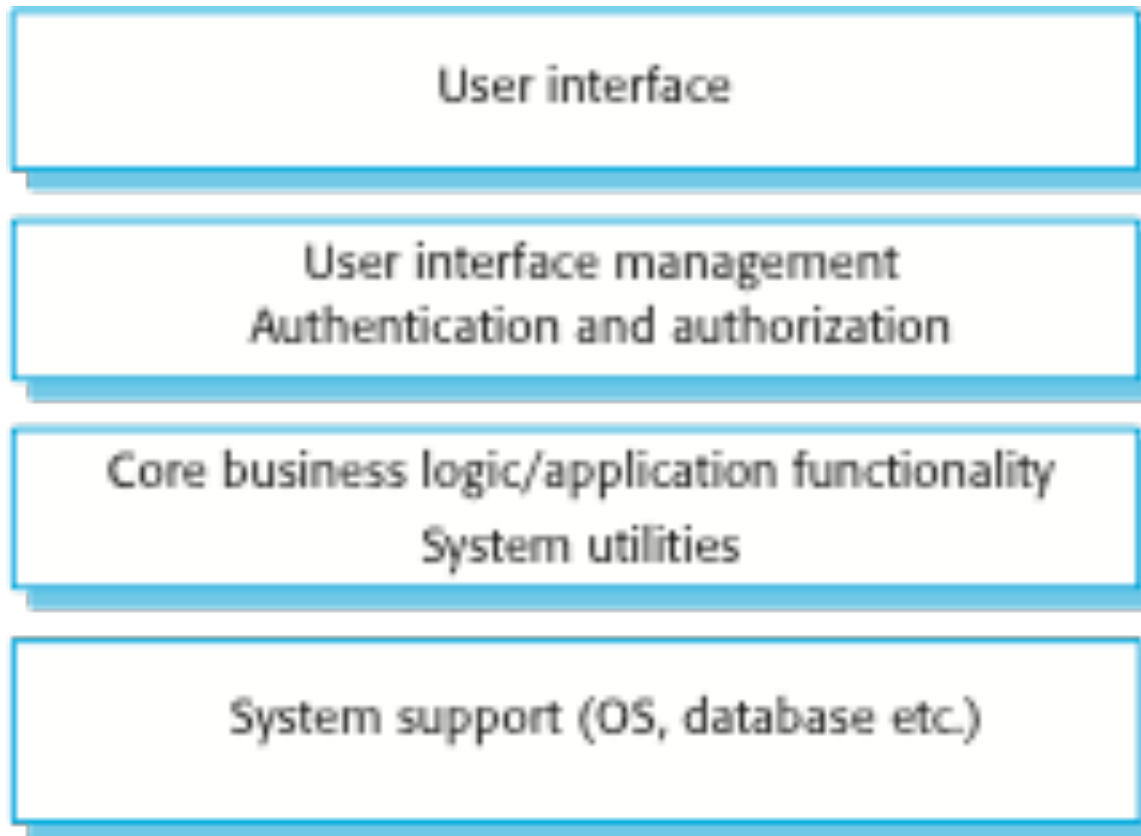 User interface
User interface management
Authentication and authorization
Core business logic/application functionality
System utilities
System support (OS, database etc.)